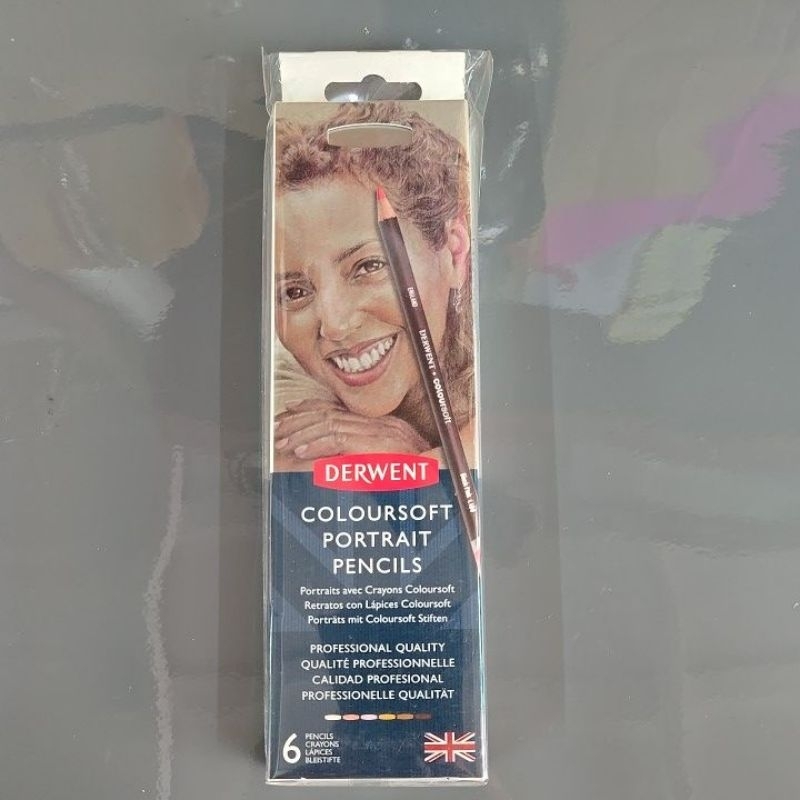 ENGLAND
DERWENT • COLOURsoft
DERWENT
COLOURSOFT
PORTRAIT
PENCILS
Portraits avec Crayons Coloursoft
Retratos con Lápices Coloursoft
Porträts mit Coloursoft Stiften
PROFESSIONAL QUALITY
QUALITÉ PROFESSIONNELLE
CALIDAD PROFESIONAL
PROFESSIONELLE QUALITÄT
6
PENCILS
CRAYONS
LÁPICES
BLEISTIFTE